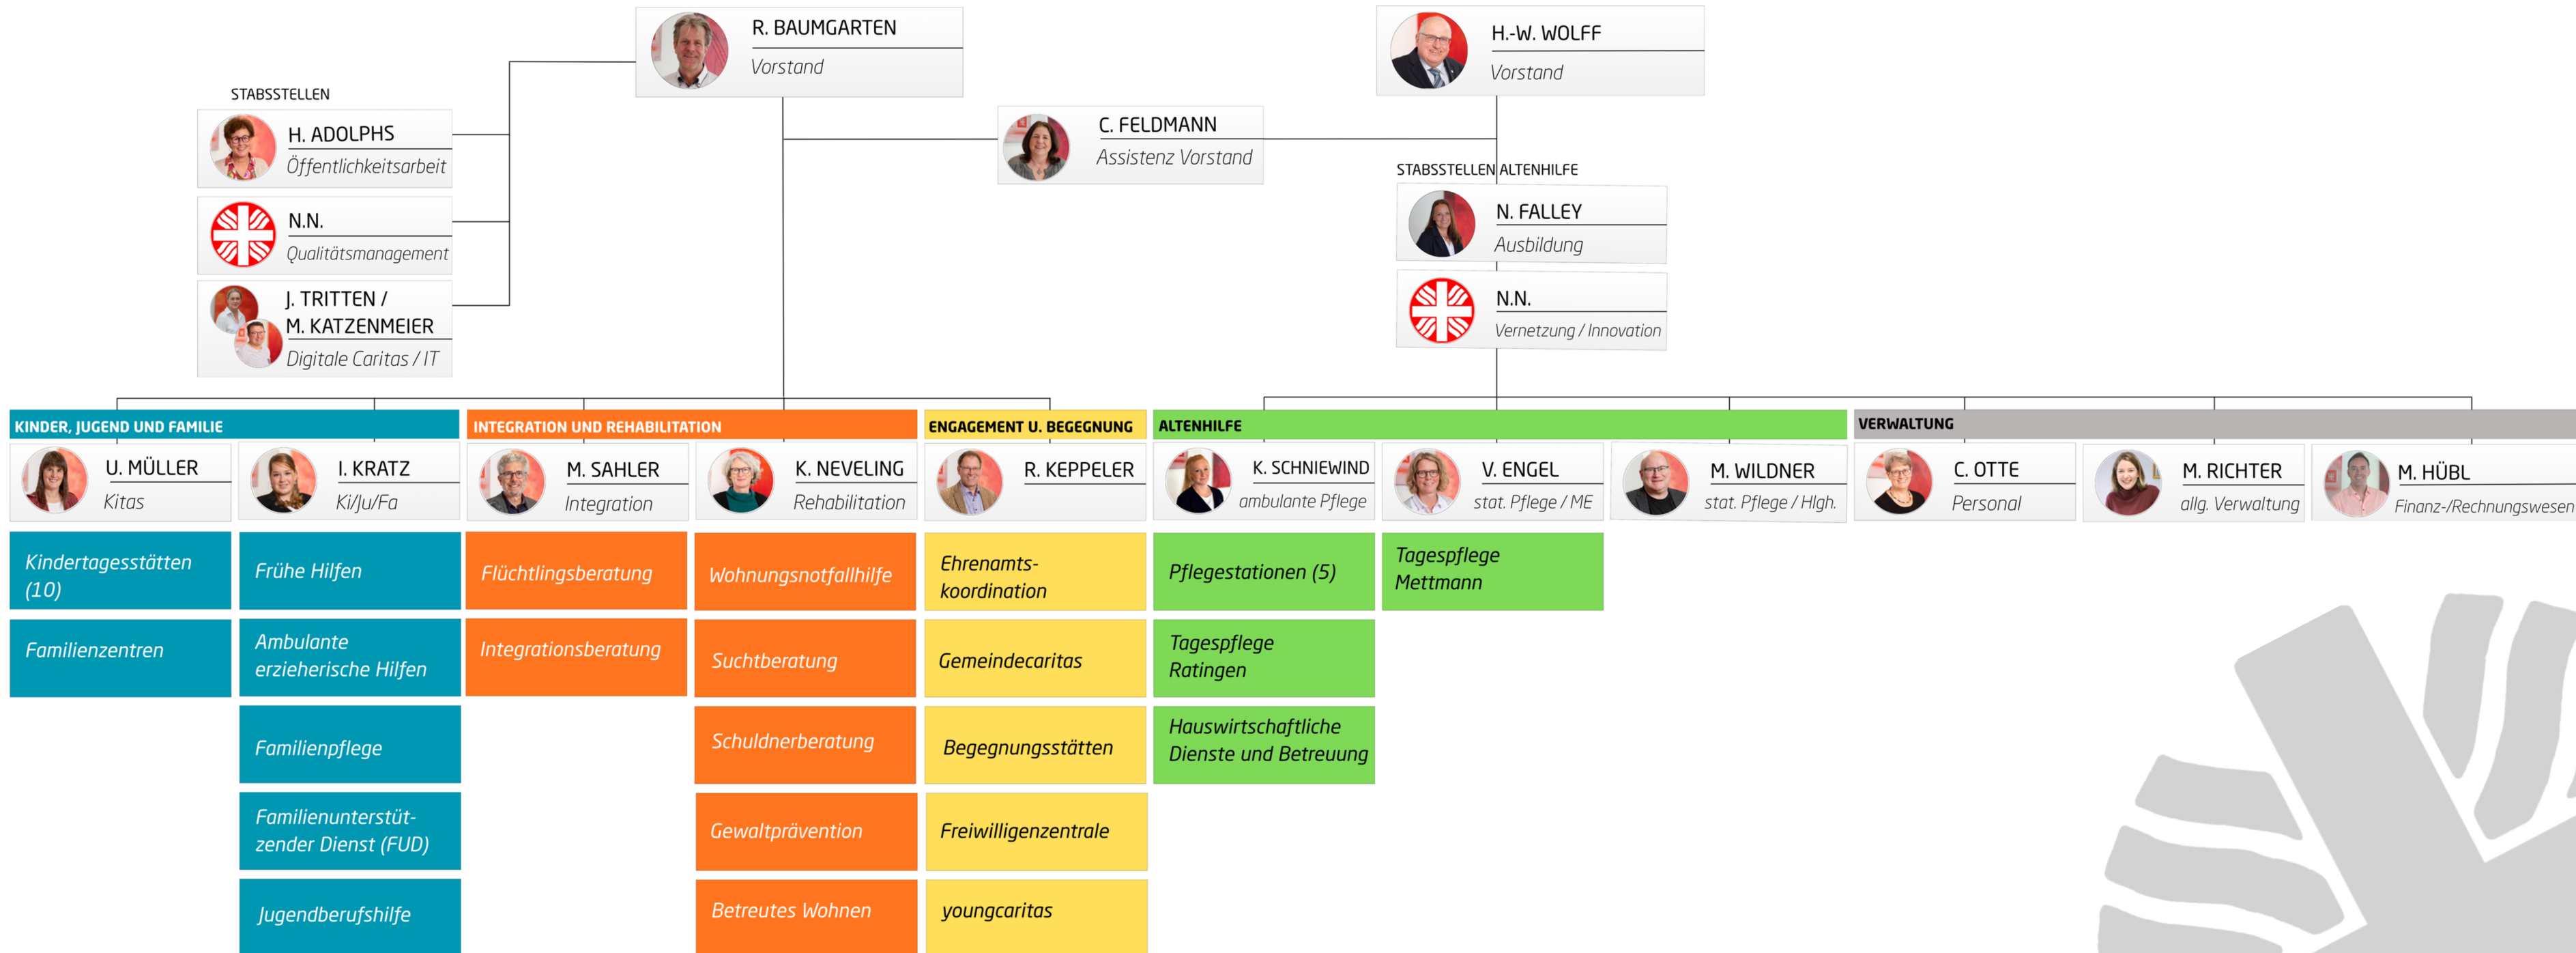 R. BAUMGARTEN
Vorstand
H.-W. WOLFF
Vorstand
STABSSTELLEN
H. ADOLPHS
Öffentlichkeitsarbeit
N.N.
Qualitätsmanagement
J. TRITTEN /
M. KATZENMEIER
Digitale Caritas / IT
C. FELDMANN
Assistenz Vorstand
STABSSTELLEN ALTENHILFE
N. FALLEY
Ausbildung
N.N.
Vernetzung / Innovation
KINDER, JUGEND UND FAMILIE
U. MÜLLER
Kitas
Kindertagesstätten
(10)
Familienzentren
I. KRATZ
Ki/Ju/Fa
Frühe Hilfen
Ambulante
erzieherische Hilfen
Familienpflege
Familienunterstüt-
zender Dienst (FUD)
Jugendberufshilfe
INTEGRATION UND REHABILITATION
M. SAHLER
Integration
Flüchtlingsberatung
Integrationsberatung
K. NEVELING
Rehabilitation
Wohnungsnotfallhilfe
Suchtberatung
Schuldnerberatung
Gewaltprävention
Betreutes Wohnen
ENGAGEMENT U. BEGEGNUNG
R. KEPPELER
Ehrenamts-
koordination
Gemeindecaritas
Begegnungsstätten
Freiwilligenzentrale
youngcaritas
ALTENHILFE
K. SCHNIEWIND
ambulante Pflege
Pflegestationen (5)
Tagespflege
Ratingen
Hauswirtschaftliche
Dienste und Betreuung
V. ENGEL
stat. Pflege / ME
Tagespflege
Mettmann
M. WILDNER
stat. Pflege / Hlgh.
VERWALTUNG
C. OTTE
Personal
M. RICHTER
allg. Verwaltung
M. HÜBL
Finanz-/Rechnungswesen